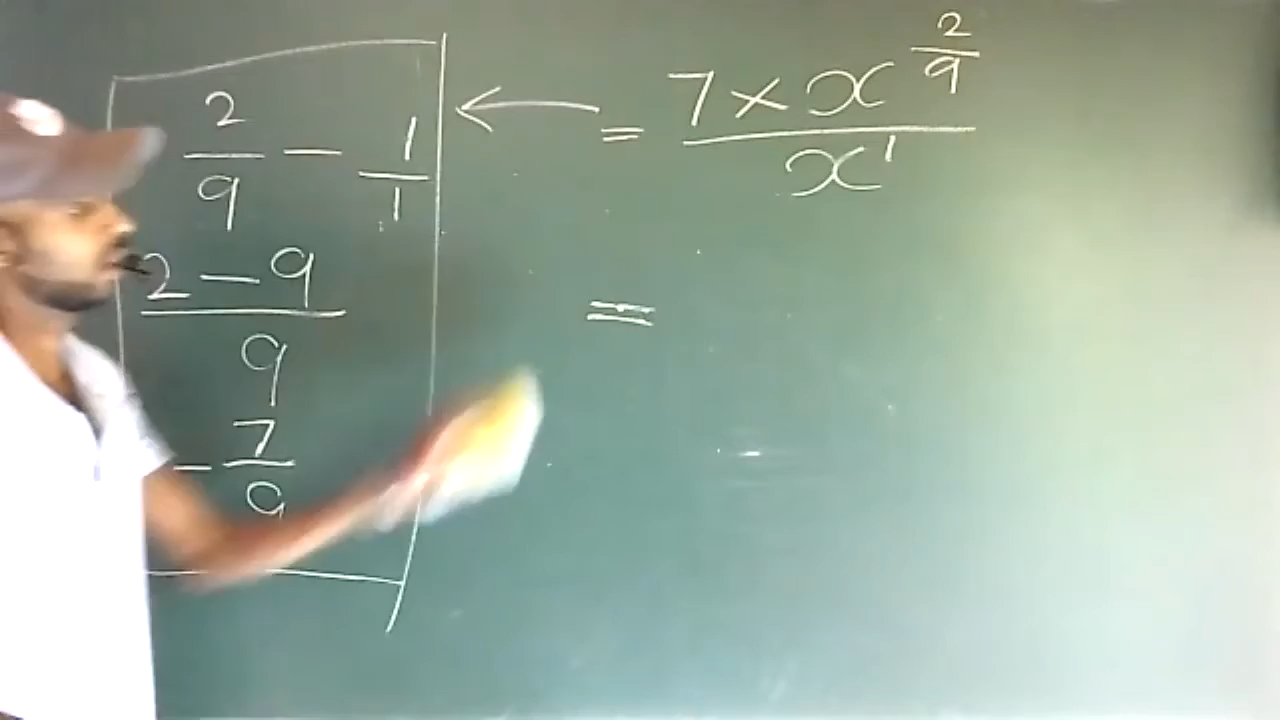 2/9 - 1/1
(2 - 9)/9
- 7/9
= (7 × x^(2/9))/x^1
=